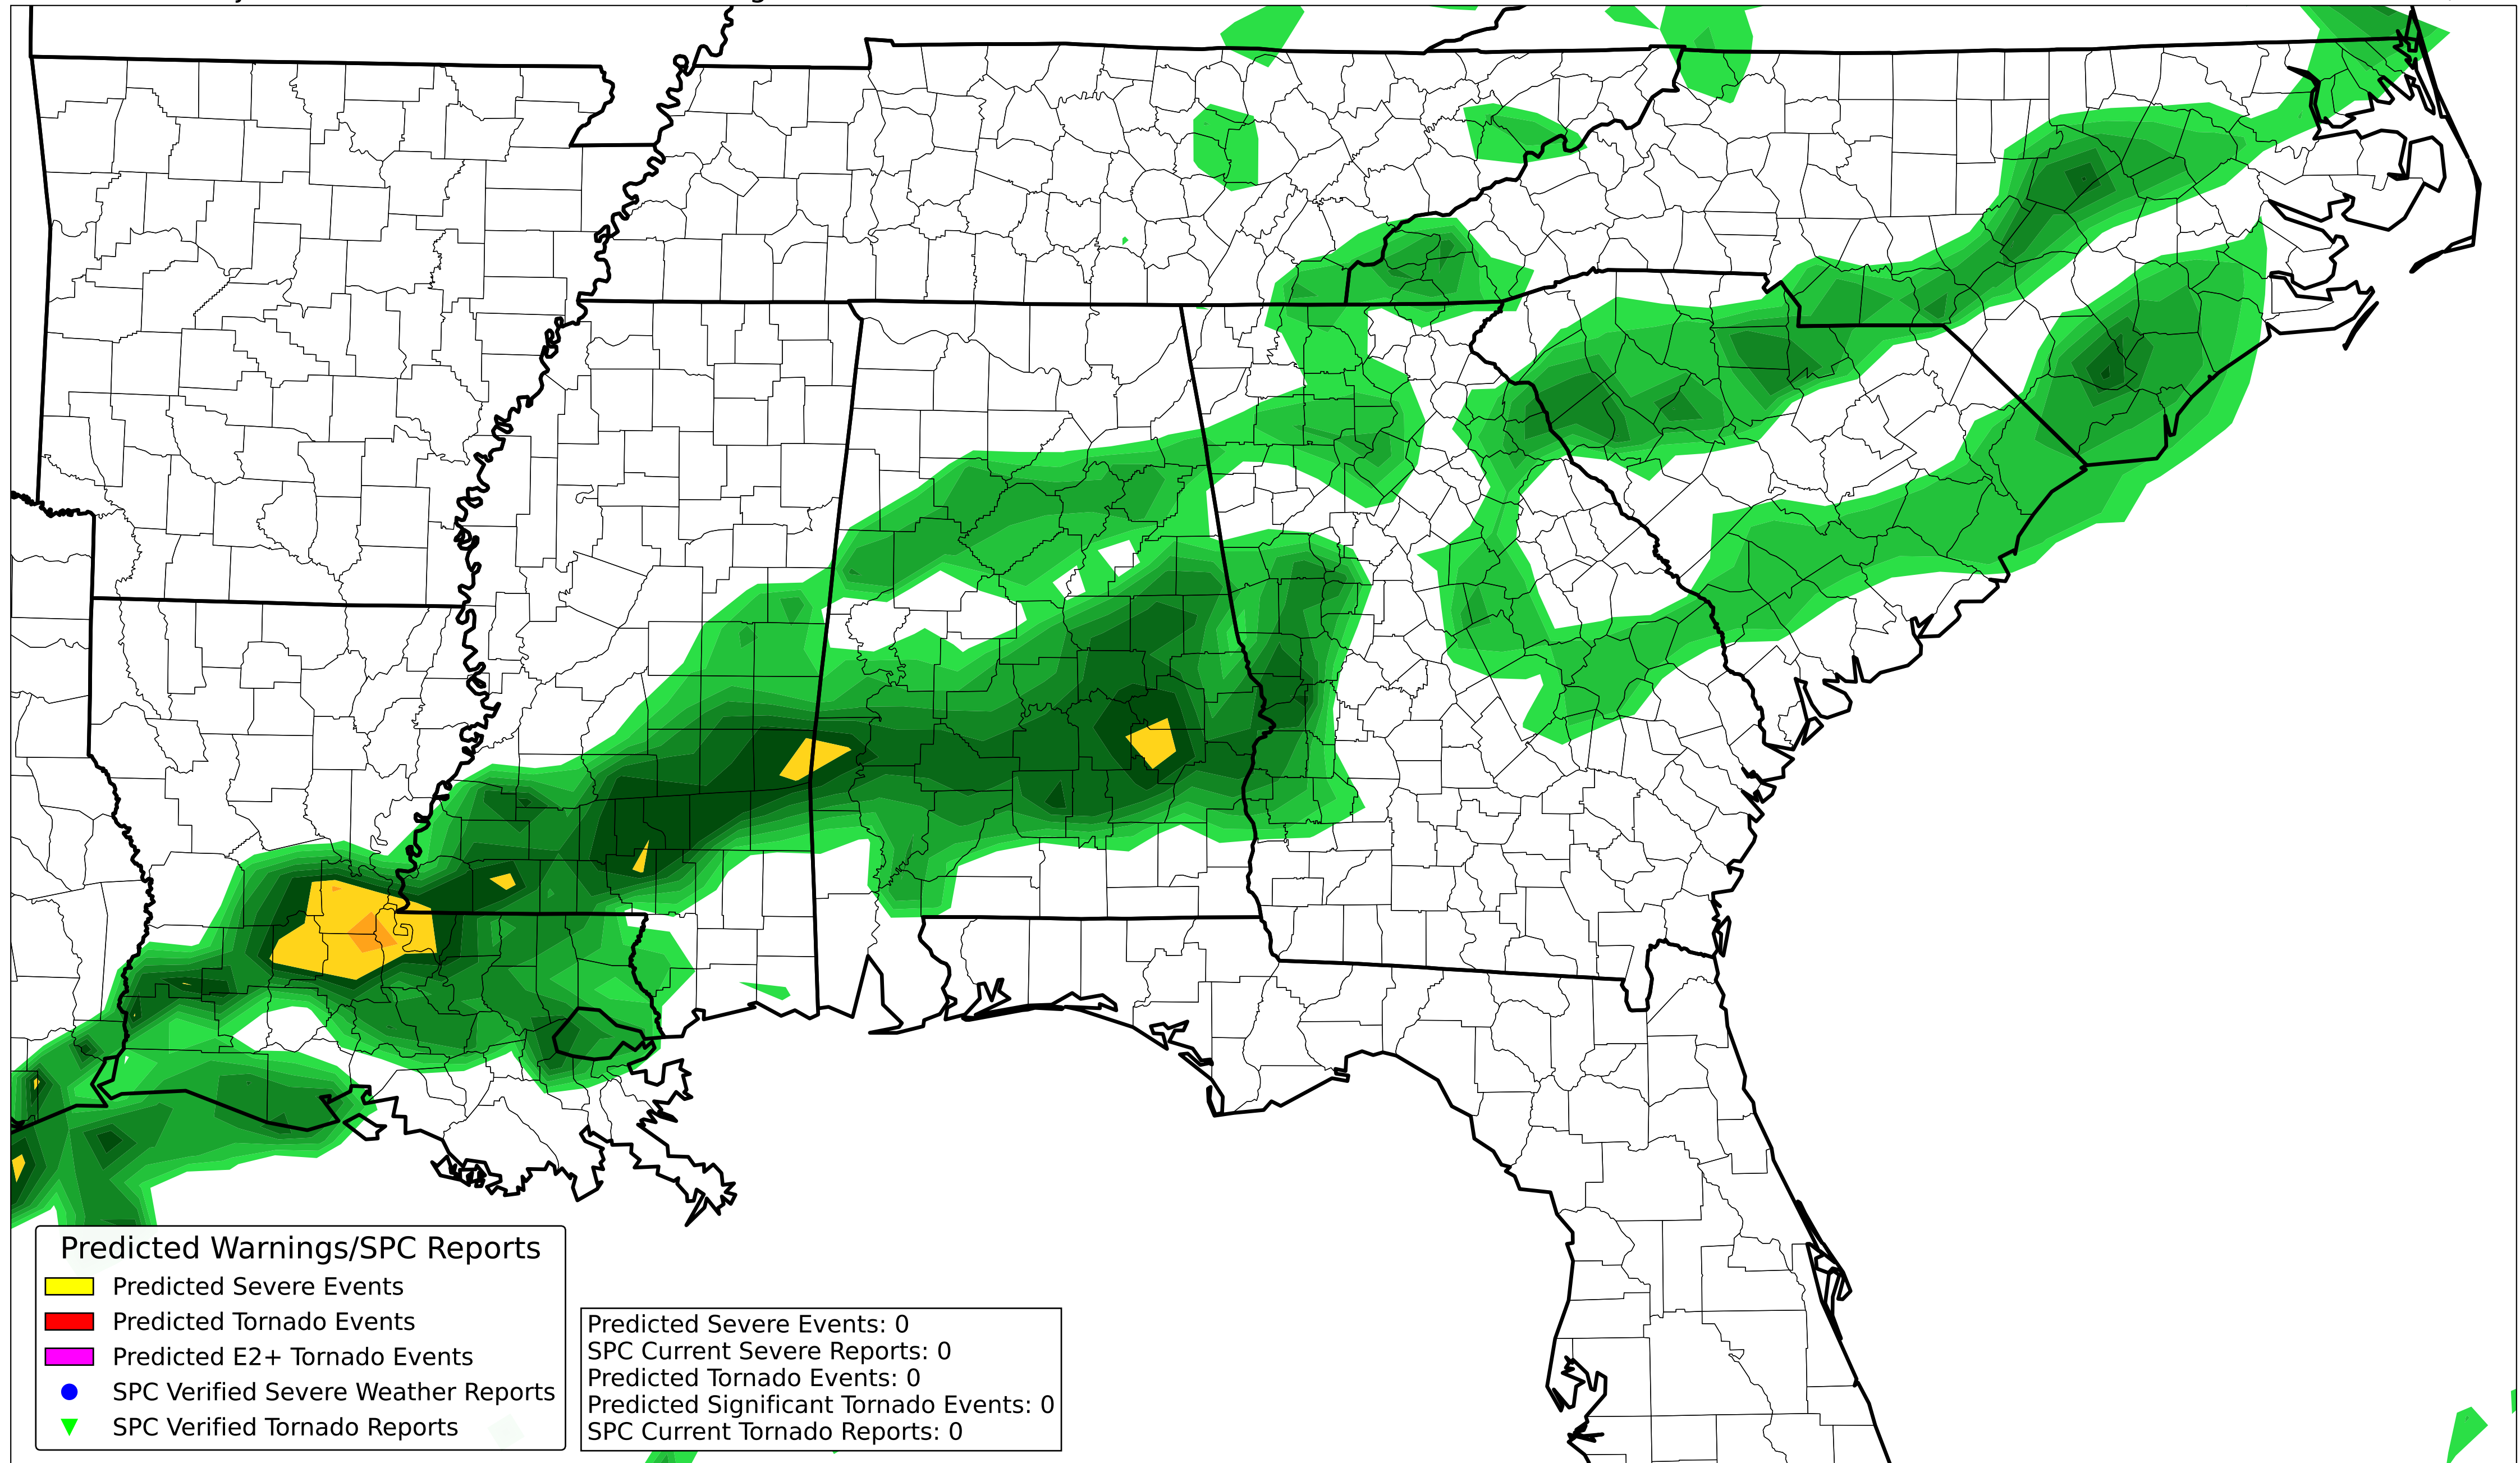 Predicted Warnings/SPC Reports
Predicted Severe Events
Predicted Tornado Events
Predicted E2+ Tornado Events
SPC Verified Severe Weather Reports
SPC Verified Tornado Reports
Predicted Severe Events: 0
SPC Current Severe Reports: 0
Predicted Tornado Events: 0
Predicted Significant Tornado Events: 0
SPC Current Tornado Reports: 0